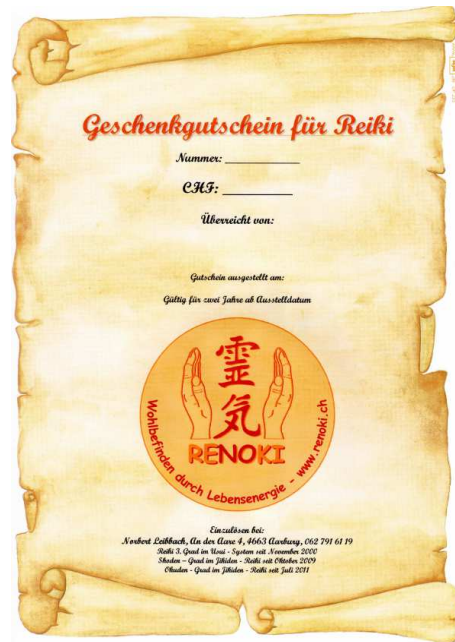 Geschenkgutschein für Reiki
Nummer: ____________
CHF: ____________
Überreicht von:
Gutschein ausgestellt am:
Gültig für zwei Jahre ab Ausstelldatum
霊
気
RENOKI
Wohlbefinden durch Lebensenergie - www.renoki.ch
Einzulösen bei:
Norbert Leibbach, An der Aare 4, 4663 Aarburg, 062 791 61 19
Reiki 3. Grad im Usui - System seit November 2000
Shoden - Grad im Jikiden - Reiki seit Oktober 2009
Okuden - Grad im Jikiden - Reiki seit Juli 2011